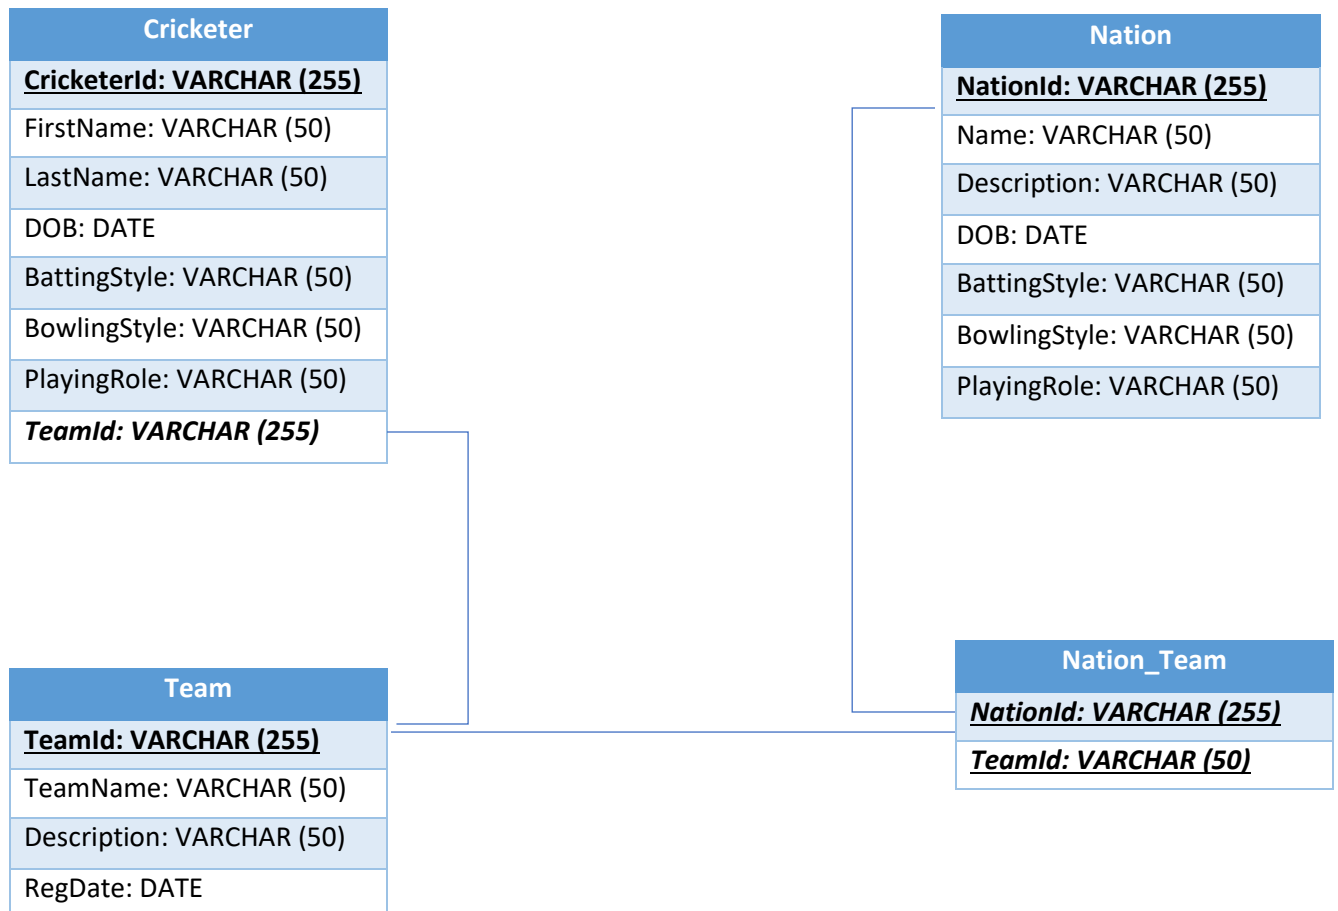 Cricketer
CricketerId: VARCHAR (255)
FirstName: VARCHAR (50)
LastName: VARCHAR (50)
DOB: DATE
BattingStyle: VARCHAR (50)
BowlingStyle: VARCHAR (50)
PlayingRole: VARCHAR (50)
TeamId: VARCHAR (255)
Nation
NationId: VARCHAR (255)
Name: VARCHAR (50)
Description: VARCHAR (50)
DOB: DATE
BattingStyle: VARCHAR (50)
BowlingStyle: VARCHAR (50)
PlayingRole: VARCHAR (50)
Team
TeamId: VARCHAR (255)
TeamName: VARCHAR (50)
Description: VARCHAR (50)
RegDate: DATE
Nation_Team
NationId: VARCHAR (255)
TeamId: VARCHAR (50)